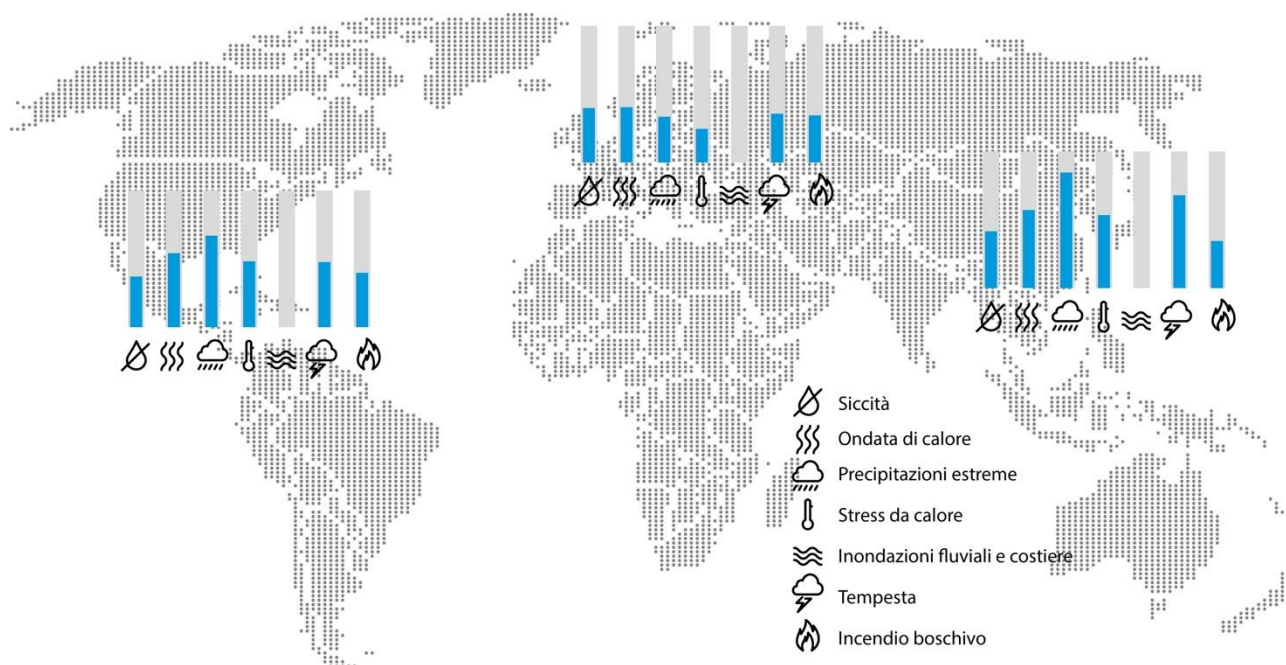 Siccità
Ondata di calore
Precipitazioni estreme
Stress da calore
Inondazioni fluviali e costiere
Tempesta
Incendio boschivo